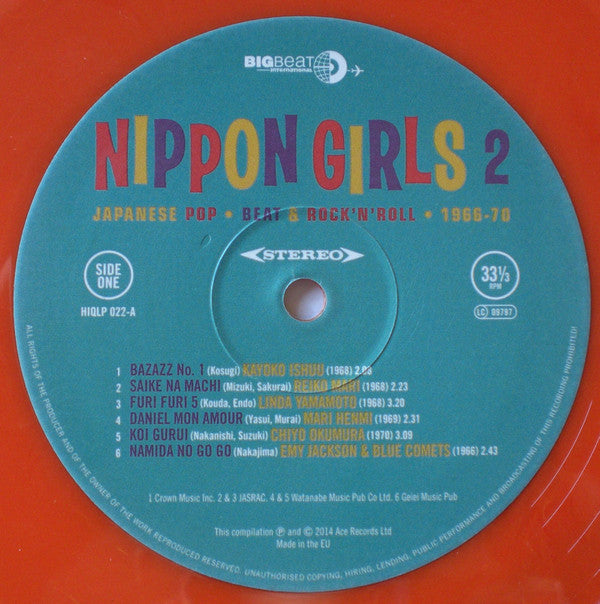 BIGBEAT
international
NIPPON GIRLS 2
JAPANESE POP • BEAT & ROCK'N'ROLL • 1966-70
STEREO
SIDE ONE
HIQLP 022-A
33⅓
RPM
LC 09797
1 BAZAZZ No. 1 (Kosugi) KAYOKO ISHUU (1968) 2.08
2 SAIKE NA MACHI (Mizuki, Sakurai) REIKO MARI (1968) 2.23
3 FURI FURI 5 (Kouda, Endo) LINDA YAMAMOTO (1968) 3.20
4 DANIEL MON AMOUR (Yasui, Murai) MARI HENMI (1969) 2.31
5 KOI GURUI (Nakanishi, Suzuki) CHIYO OKUMURA (1970) 3.09
6 NAMIDA NO GO GO (Nakajima) EMY JACKSON & BLUE COMETS (1966) 2.43
1 Crown Music Inc. 2 & 3 JASRAC. 4 & 5 Watanabe Music Pub Co Ltd. 6 Geiei Music Pub
This compilation ℗ and © 2014 Ace Records Ltd
Made in the EU
ALL RIGHTS OF THE PRODUCER AND OF THE OWNER OF THE WORK REPRODUCED RESERVED. UNAUTHORISED COPYING, HIRING, LENDING, PUBLIC PERFORMANCE AND BROADCASTING OF THIS RECORDING PROHIBITED!